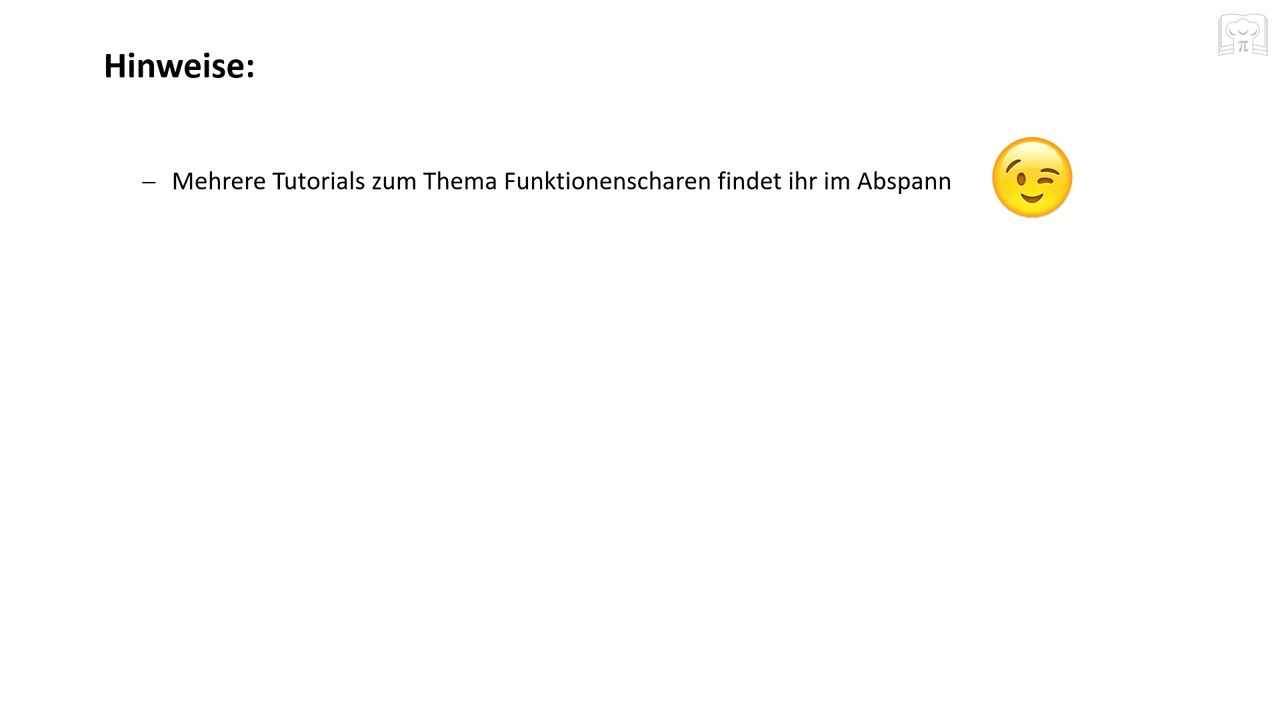 Hinweise:
– Mehrere Tutorials zum Thema Funktionenscharen findet ihr im Abspann
π